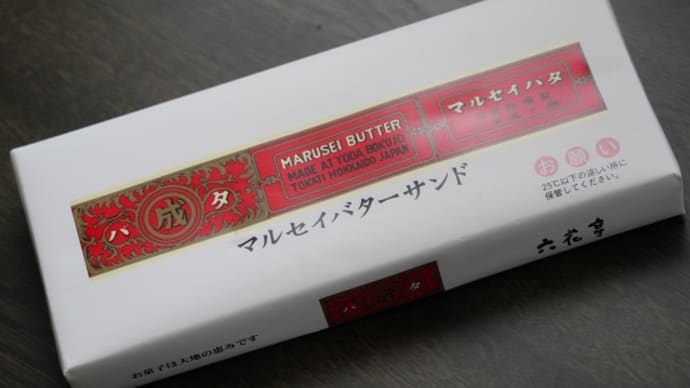 バ 成 タ
MARUSEI BUTTER
MADE AT YODA BOKUJO
TOKATI HOKKAIDO JAPAN
マルセイバタ
マルセイバターサンド
お願い
25℃以下の涼しい所に
保管してください。
六花亭
バ 成 タ
お菓子は大地の恵みです